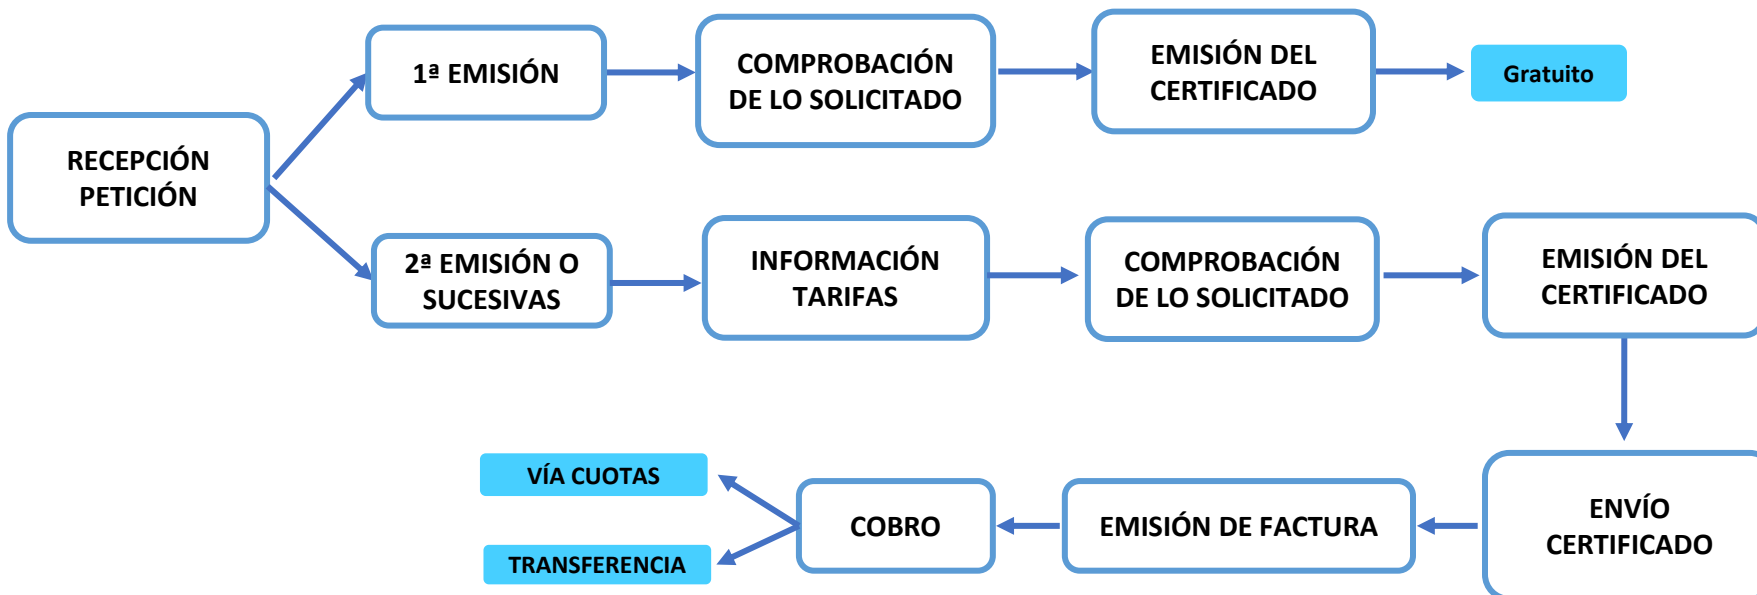 RECEPCIÓN
PETICIÓN
1ª EMISIÓN
COMPROBACIÓN
DE LO SOLICITADO
EMISIÓN DEL
CERTIFICADO
Gratuito
2ª EMISIÓN O
SUCESIVAS
INFORMACIÓN
TARIFAS
COMPROBACIÓN
DE LO SOLICITADO
EMISIÓN DEL
CERTIFICADO
ENVÍO
CERTIFICADO
EMISIÓN DE FACTURA
COBRO
VÍA CUOTAS
TRANSFERENCIA